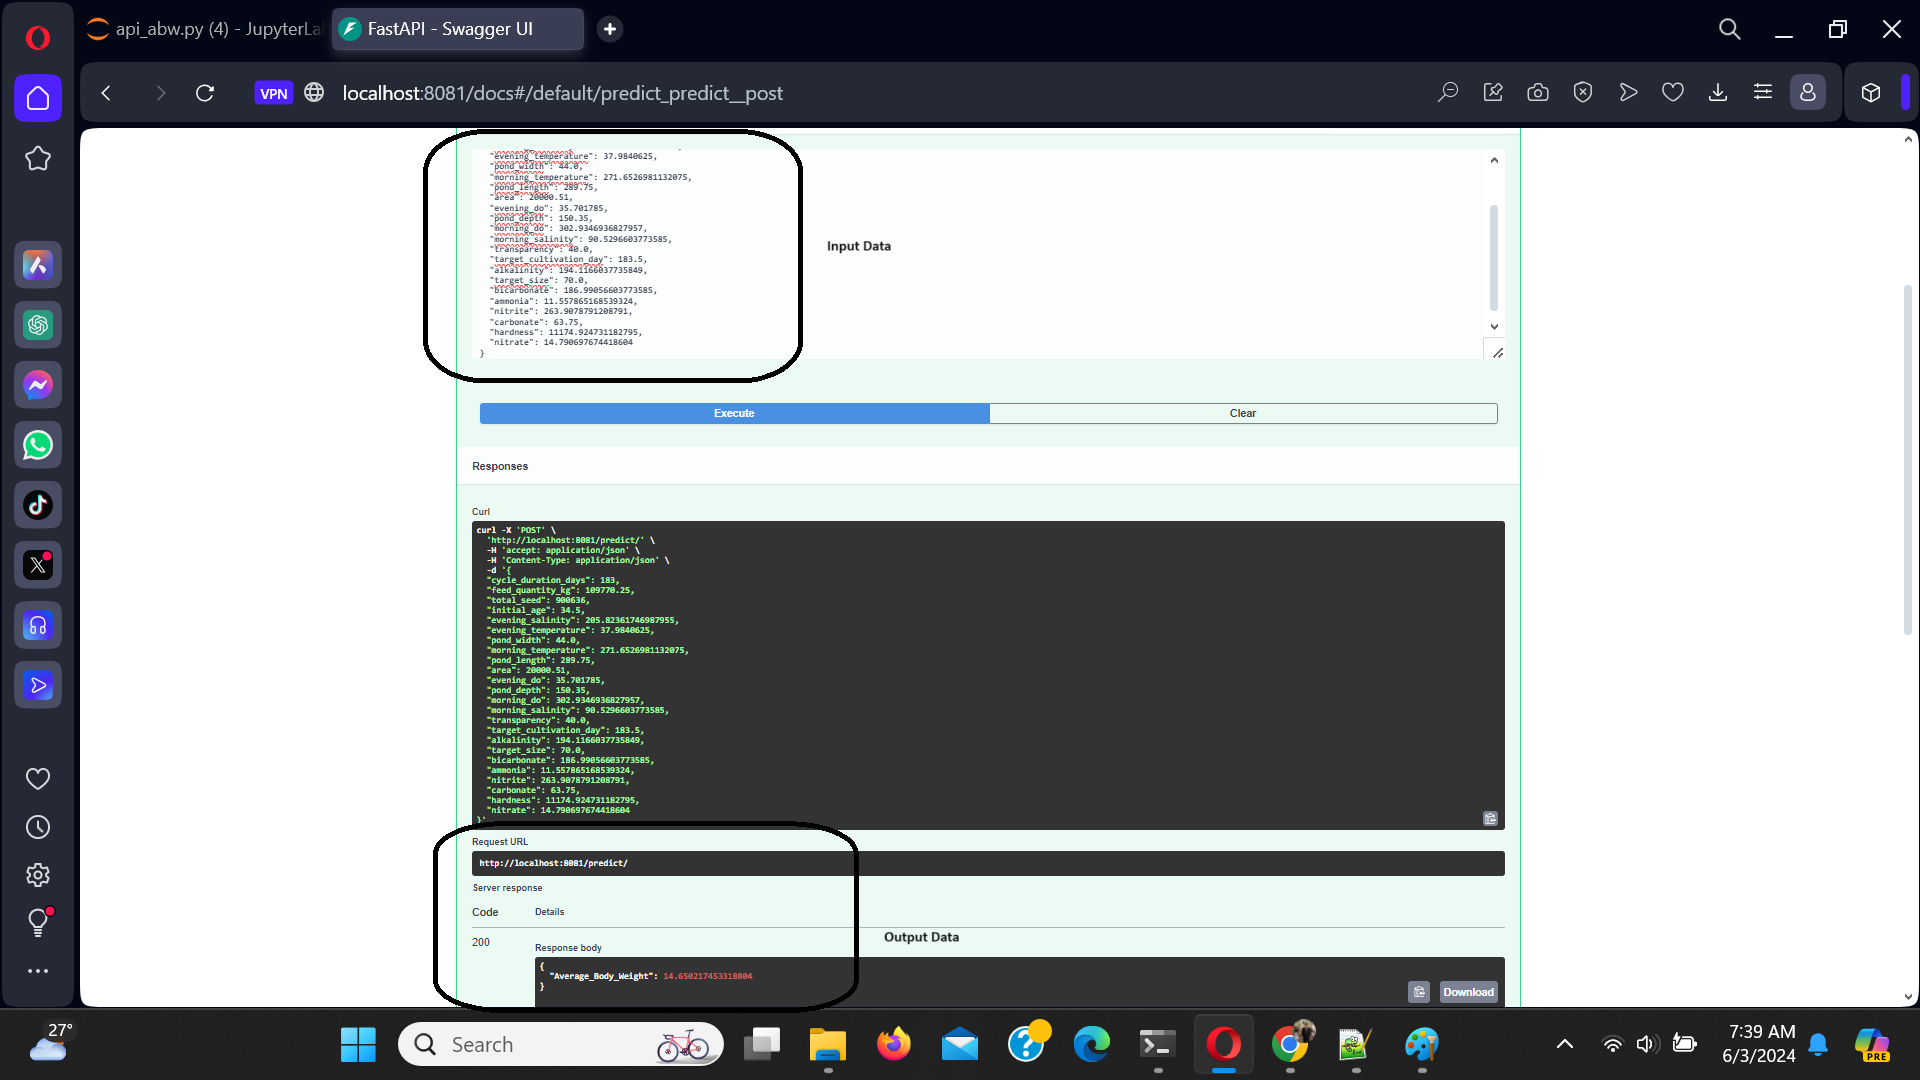 api_abw.py (4) - JupyterLa
FastAPI - Swagger UI
VPN
localhost:8081/docs#/default/predict_predict__post
"evening_temperature": 37.9840625,
"pond_width": 44.0,
"morning_temperature": 271.6526981132075,
"pond_length": 289.75,
"area": 20000.51,
"evening_do": 35.701785,
"pond_depth": 150.35,
"morning_do": 302.9346936827957,
"morning_salinity": 90.5296603773585,
"transparency": 40.0,
"target_cultivation_day": 183.5,
"alkalinity": 194.1166037735849,
"target_size": 70.0,
"bicarbonate": 186.99056603773585,
"ammonia": 11.557865168539324,
"nitrite": 263.9078791208791,
"carbonate": 63.75,
"hardness": 11174.924731182795,
"nitrate": 14.790697674418604
}
Input Data
Execute
Clear
Responses
Curl
curl -X 'POST' \
'http://localhost:8081/predict/' \
-H 'accept: application/json' \
-H 'Content-Type: application/json' \
-d '{
"cycle_duration_days": 183,
"feed_quantity_kg": 109770.25,
"total_seed": 900636,
"initial_age": 34.5,
"evening_salinity": 205.82361746987955,
"evening_temperature": 37.9840625,
"pond_width": 44.0,
"morning_temperature": 271.6526981132075,
"pond_length": 289.75,
"area": 20000.51,
"evening_do": 35.701785,
"pond_depth": 150.35,
"morning_do": 302.9346936827957,
"morning_salinity": 90.5296603773585,
"transparency": 40.0,
"target_cultivation_day": 183.5,
"alkalinity": 194.1166037735849,
"target_size": 70.0,
"bicarbonate": 186.99056603773585,
"ammonia": 11.557865168539324,
"nitrite": 263.9078791208791,
"carbonate": 63.75,
"hardness": 11174.924731182795,
"nitrate": 14.790697674418604
}'
Request URL
http://localhost:8081/predict/
Server response
Code
Details
200
Response body
Output Data
{
"Average_Body_Weight": 14.650217453318804
}
Download
27°
Search
7:39 AM
6/3/2024
PRE